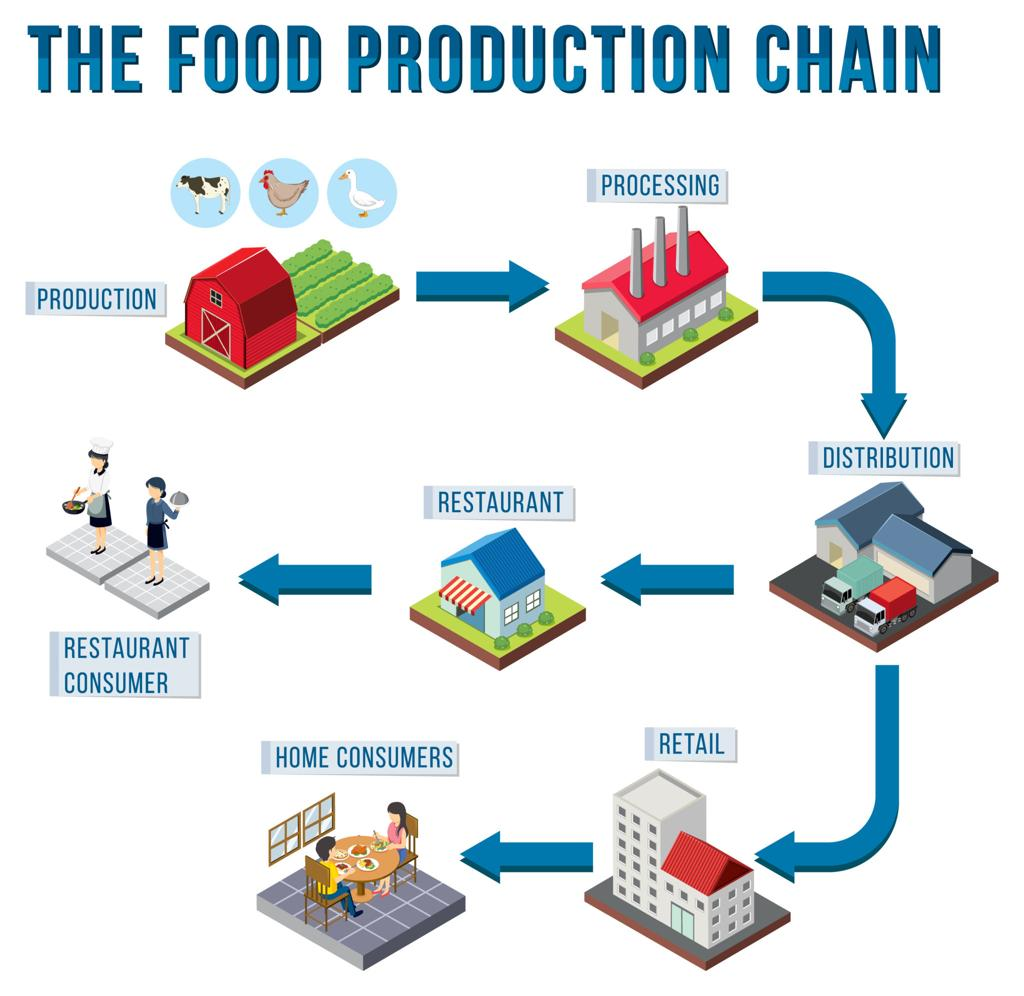 THE FOOD PRODUCTION CHAIN
PROCESSING
PRODUCTION
DISTRIBUTION
RESTAURANT
RESTAURANT
CONSUMER
RETAIL
HOME CONSUMERS